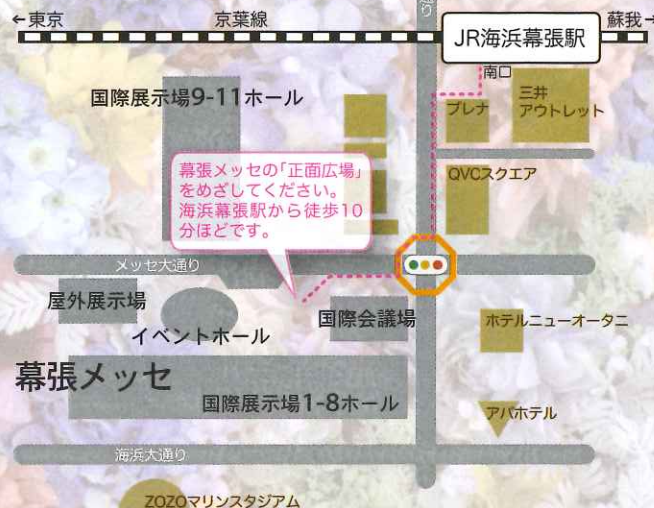 ←東京
京葉線
蘇我→
り
JR海浜幕張駅
南口
国際展示場9-11ホール
プレナ
三井
アウトレット
幕張メッセの「正面広場」
をめざしてください。
海浜幕張駅から徒歩10
分ほどです。
QVCスクエア
メッセ大通り
屋外展示場
イベントホール
国際会議場
ホテルニューオータニ
幕張メッセ
国際展示場1-8ホール
アパホテル
海浜大通り
ZOZOマリンスタジアム